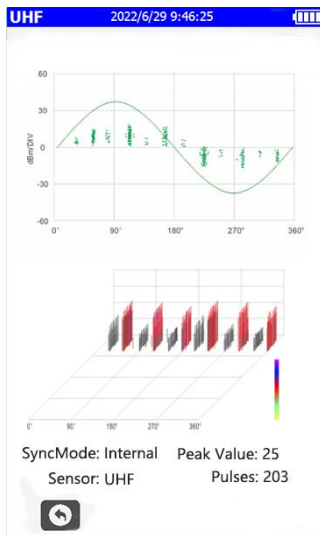 UHF 2022/6/29 9:46:25
60
30
0
-30
-60
dBm/DIV
0° 90° 180° 270° 360°
0° 90° 180° 270° 360°
SyncMode: Internal Peak Value: 25
Sensor: UHF Pulses: 203